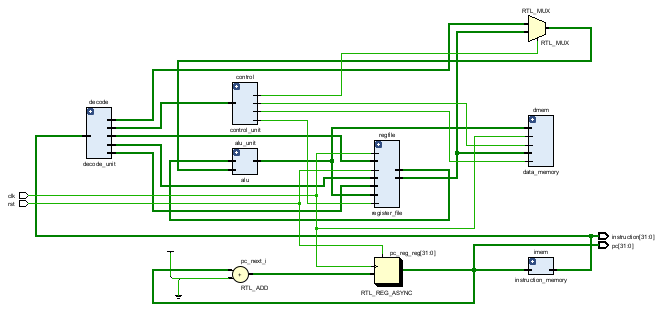 RTL_MUX
RTL_MUX
control
control_unit
decode
decode_unit
alu_unit
alu
regfile
register_file
dmem
data_memory
clk
rst
instruction[31:0]
pc[31:0]
pc_next_i
+
RTL_ADD
pc_reg_reg[31:0]
RTL_REG_ASYNC
imem
instruction_memory